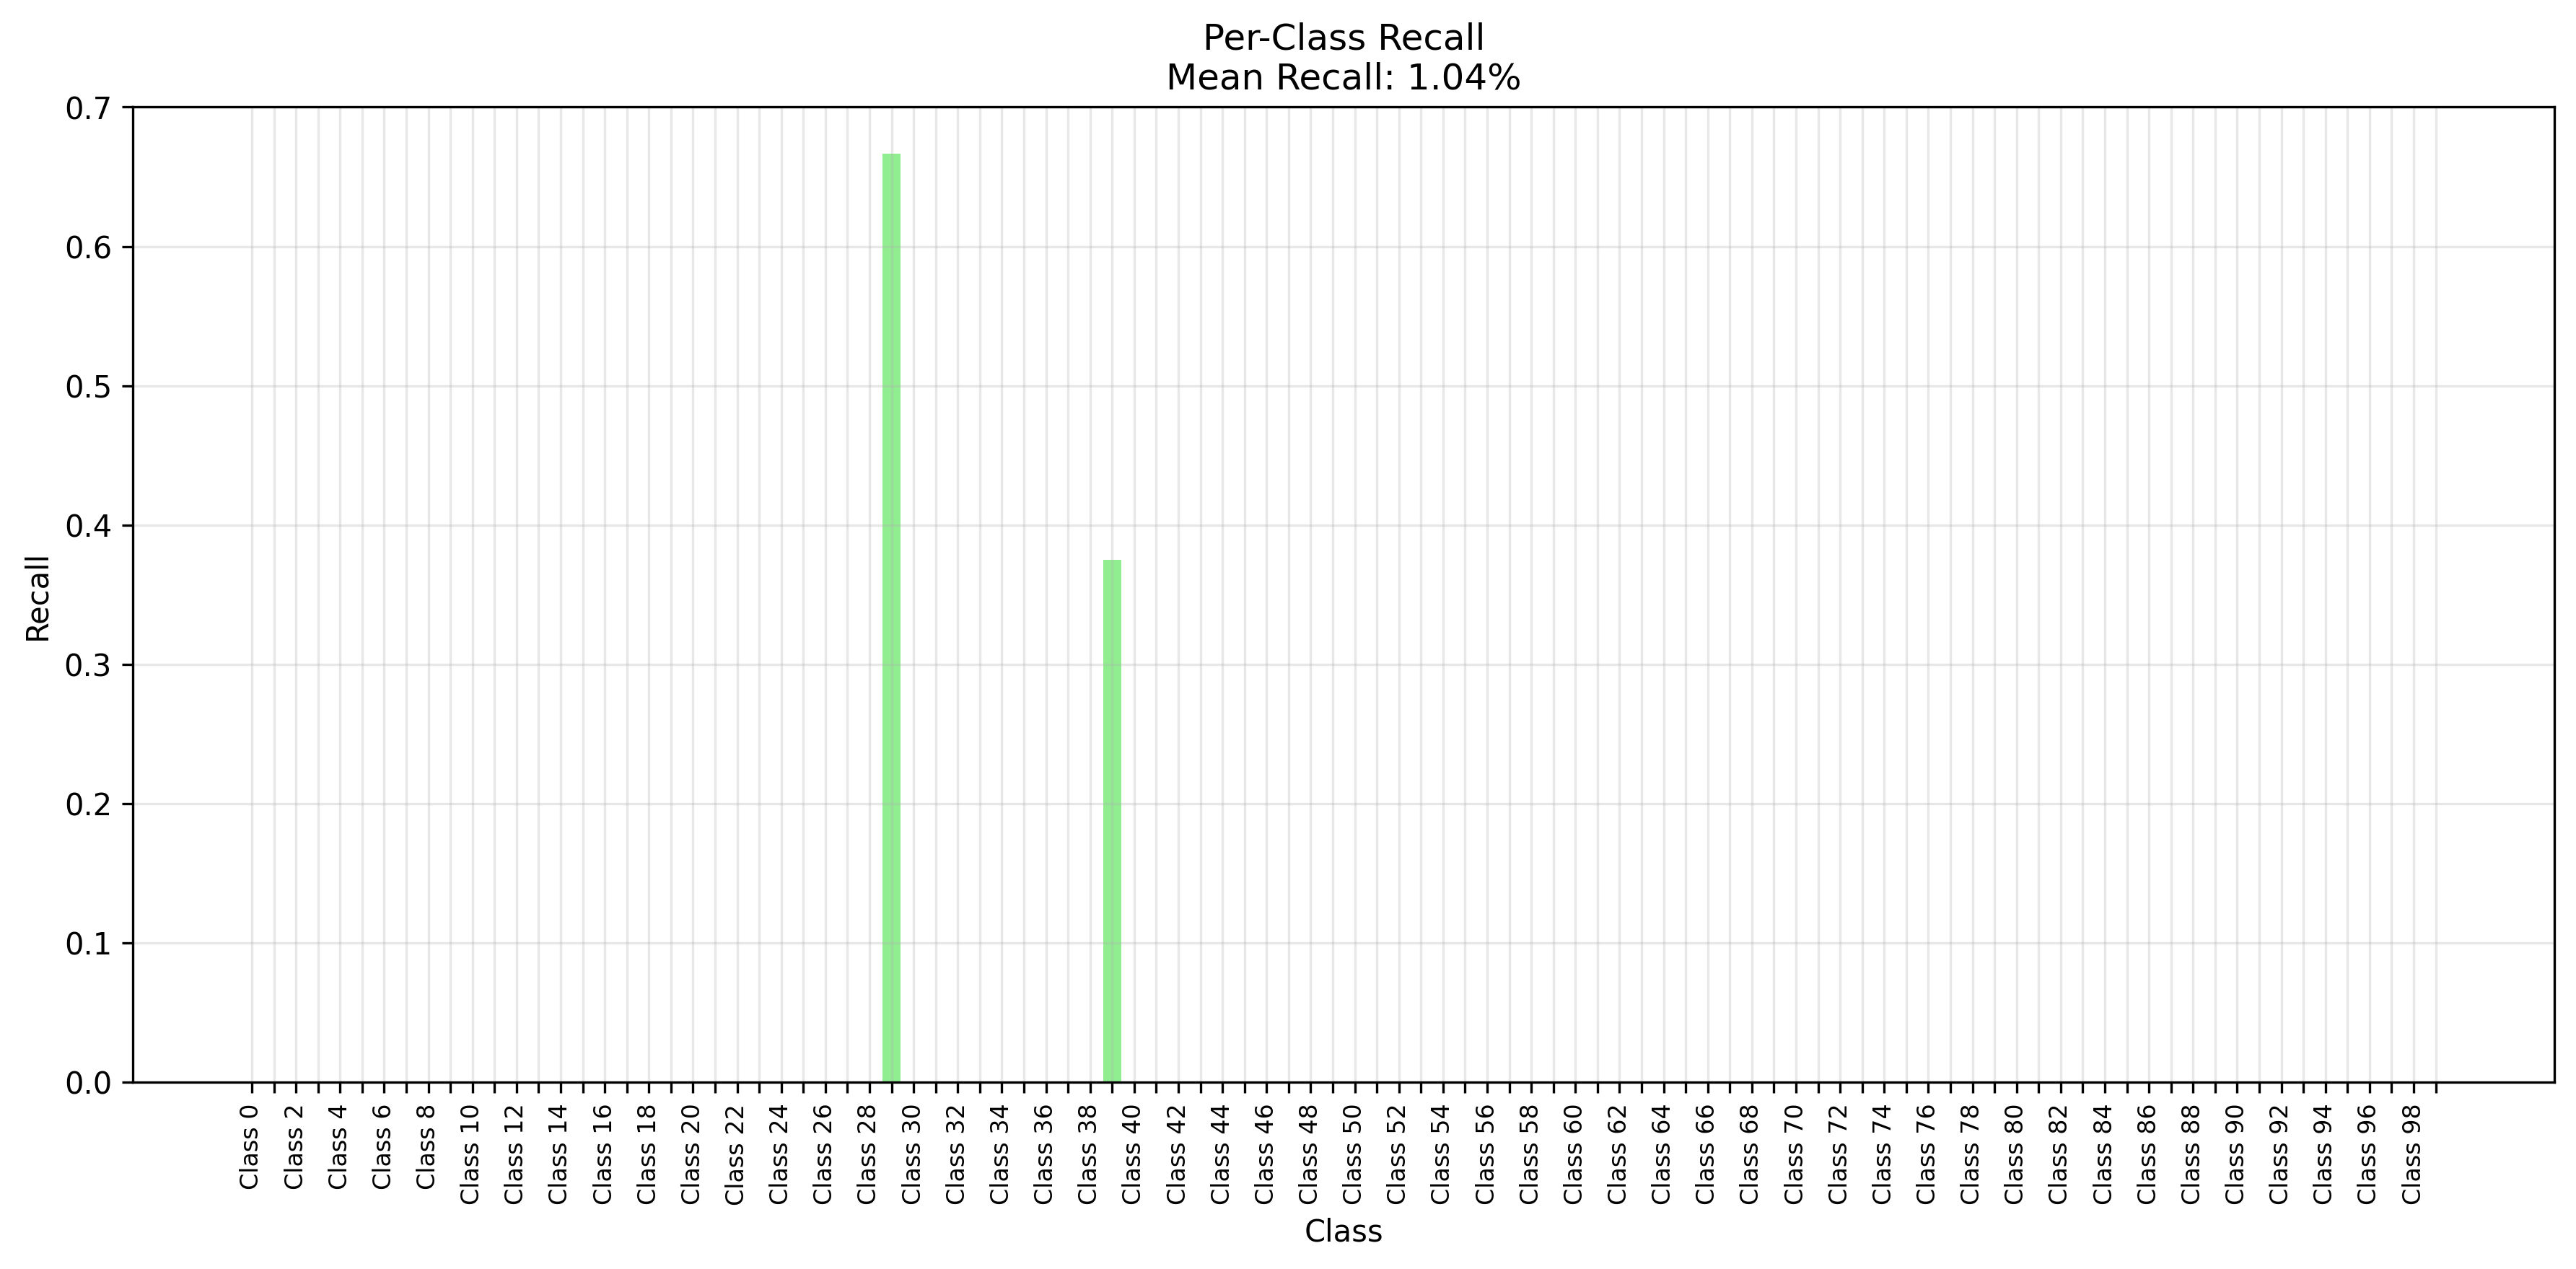 Per-Class Recall
Mean Recall: 1.04%
0.7
0.6
0.5
0.4
0.3
0.2
0.1
0.0
Recall
Class 0
Class 2
Class 4
Class 6
Class 8
Class 10
Class 12
Class 14
Class 16
Class 18
Class 20
Class 22
Class 24
Class 26
Class 28
Class 30
Class 32
Class 34
Class 36
Class 38
Class 40
Class 42
Class 44
Class 46
Class 48
Class 50
Class 52
Class 54
Class 56
Class 58
Class 60
Class 62
Class 64
Class 66
Class 68
Class 70
Class 72
Class 74
Class 76
Class 78
Class 80
Class 82
Class 84
Class 86
Class 88
Class 90
Class 92
Class 94
Class 96
Class 98
Class